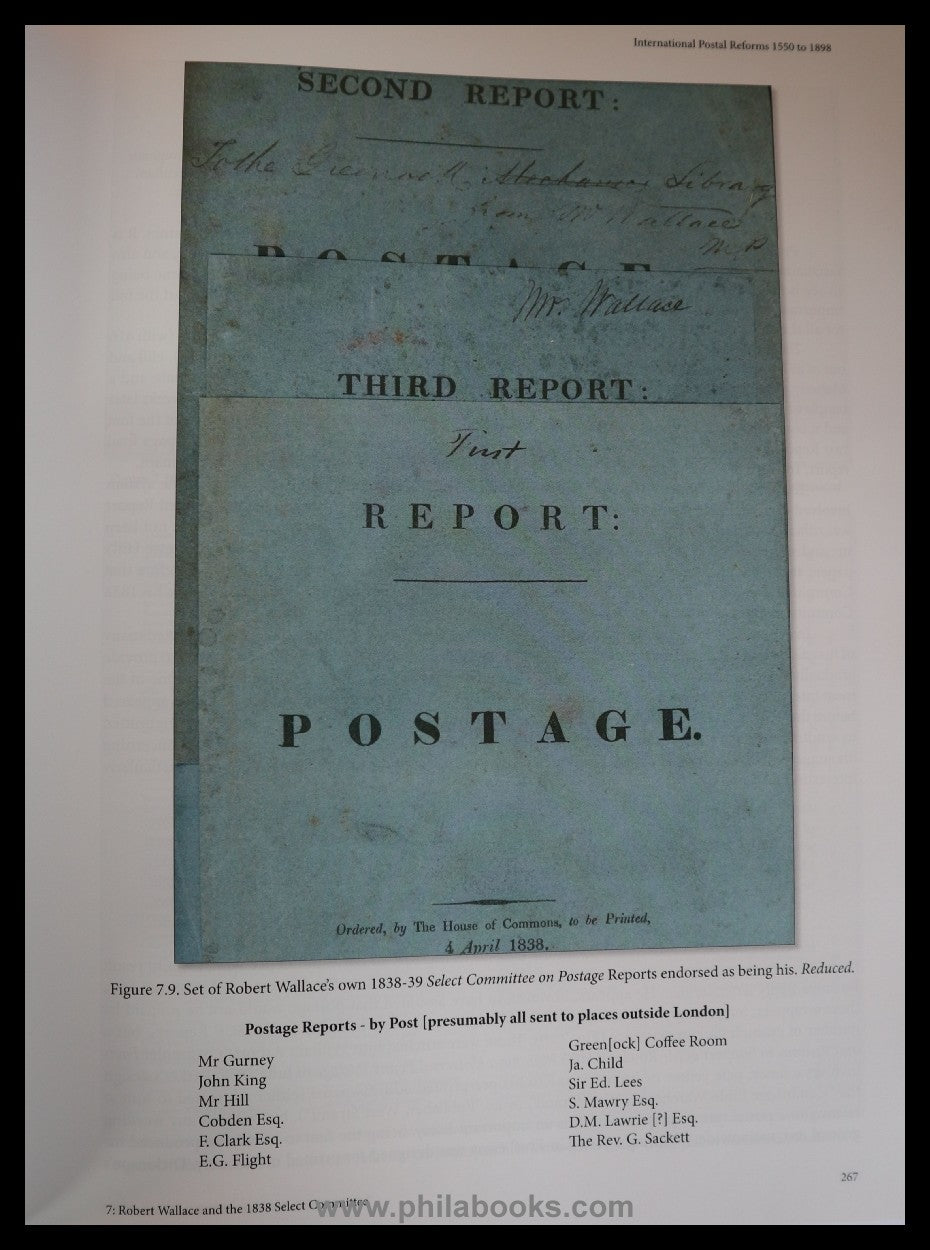 International Postal Reforms 1550 to 1898
SECOND REPORT:
To the Greenock Mechanics Library
from Mr Wallace
M P
POSTAGE
Mr. Wallace
THIRD REPORT:
First
REPORT:
POSTAGE.
Ordered, by The House of Commons, to be Printed,
4 April 1838.
Figure 7.9. Set of Robert Wallace's own 1838-39 Select Committee on Postage Reports endorsed as being his. Reduced.
Postage Reports - by Post [presumably all sent to places outside London]
Mr Gurney
John King
Mr Hill
Cobden Esq.
F. Clark Esq.
E.G. Flight
Green[ock] Coffee Room
Ja. Child
Sir Ed. Lees
S. Mawry Esq.
D.M. Lawrie [?] Esq.
The Rev. G. Sackett
267
7: Robert Wallace and the 1838 Select Committee
www.philabooks.com